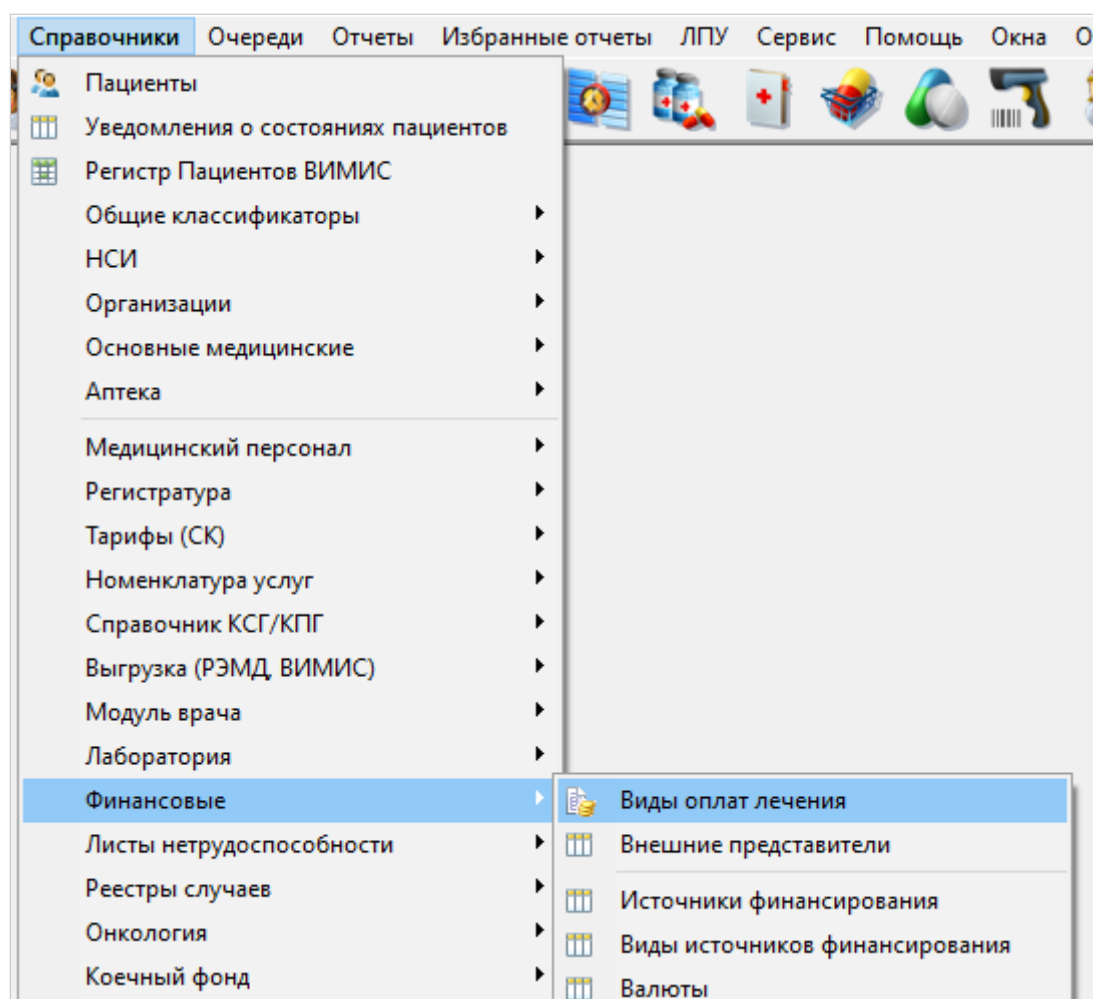 Справочники Очереди Отчеты Избранные отчеты ЛПУ Сервис Помощь Окна О
Пациенты
Уведомления о состояниях пациентов
Регистр Пациентов ВИМИС
Общие классификаторы
НСИ
Организации
Основные медицинские
Аптека
Медицинский персонал
Регистратура
Тарифы (СК)
Номенклатура услуг
Справочник КСГ/КПГ
Выгрузка (РЭМД, ВИМИС)
Модуль врача
Лаборатория
Финансовые
Листы нетрудоспособности
Реестры случаев
Онкология
Коечный фонд
Виды оплат лечения
Внешние представители
Источники финансирования
Виды источников финансирования
Валюты